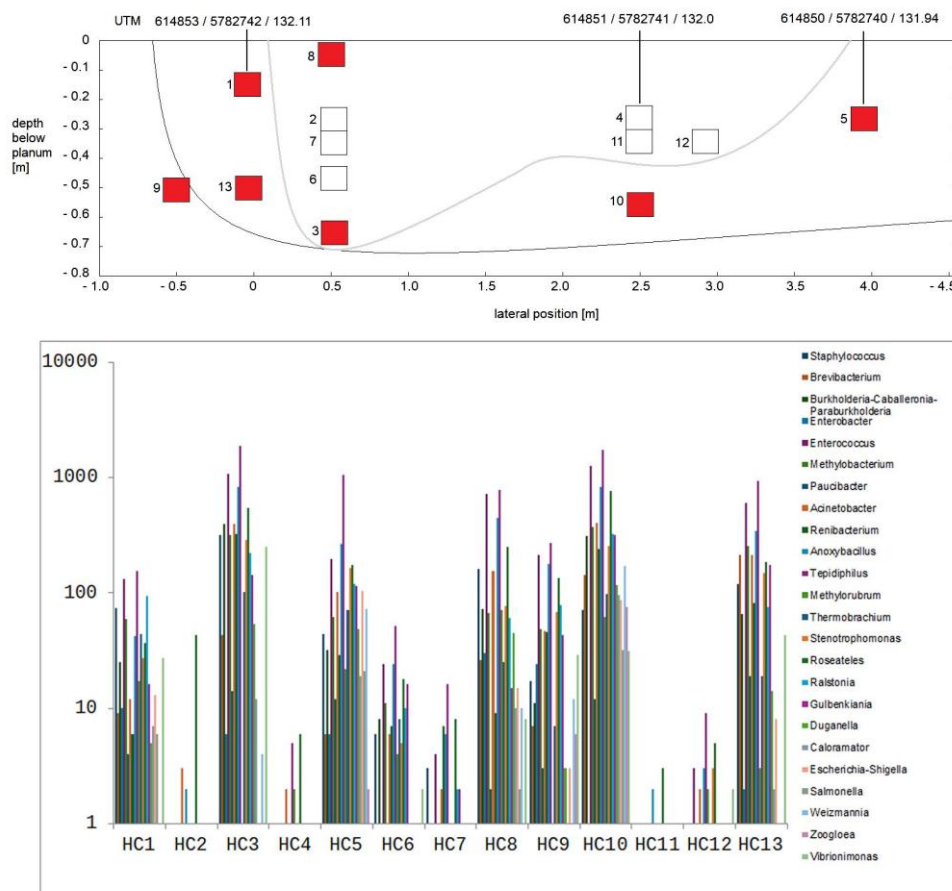 UTM 614853 / 5782742 / 132.11 614851 / 5782741 / 132.0 614850 / 5782740 / 131.94
0
- 0.1
- 0.2
- 0.3
- 0.4
- 0.5
- 0.6
- 0.7
- 0.8
depth
below
planum
[m]
8
1
2
4
5
7
11
12
6
9
13
10
3
- 1.0 - 0.5 0 0.5 1.0 1.5 2.0 2.5 3.0 3.5 4.0 - 4.5
lateral position [m]
10000
1000
100
10
1
HC1 HC2 HC3 HC4 HC5 HC6 HC7 HC8 HC9 HC10 HC11 HC12 HC13
Staphylococcus
Brevibacterium
Burkholderia-Caballeronia-
Paraburkholderia
Enterobacter
Enterococcus
Methylobacterium
Paucibacter
Acinetobacter
Renibacterium
Anoxybacillus
Tepidiphilus
Methylorubrum
Thermobrachium
Stenotrophomonas
Roseateles
Ralstonia
Gulbenkiania
Duganella
Caloramator
Escherichia-Shigella
Salmonella
Weizmannia
Zoogloea
Vibrionimonas